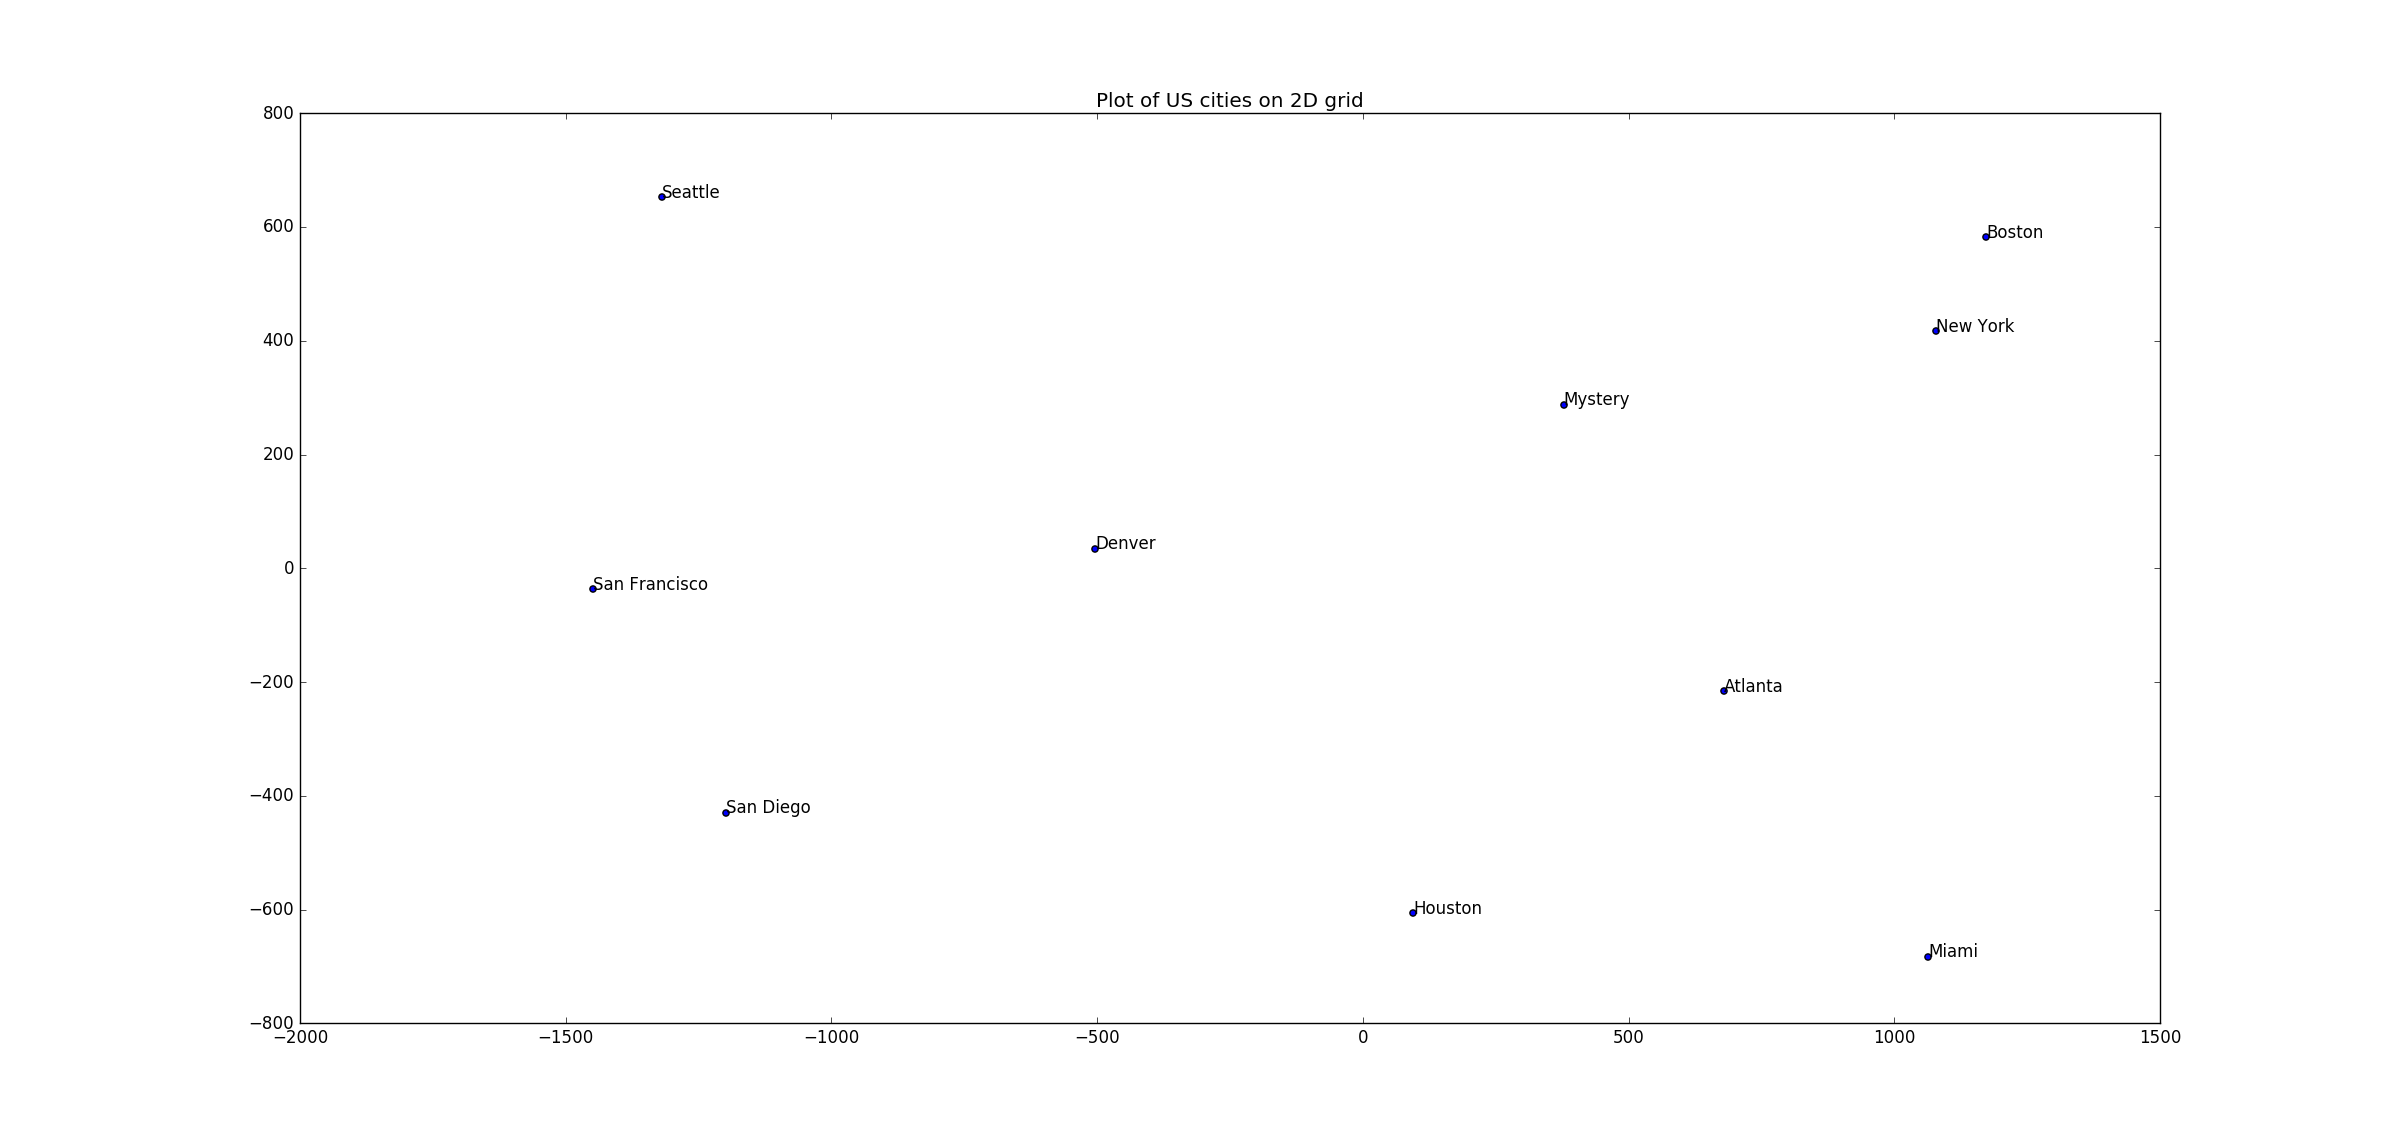 Plot of US cities on 2D grid
800
Seattle
600
Boston
400
New York
Mystery
200
Denver
0
San Francisco
−200
Atlanta
−400
San Diego
−600
Houston
Miami
−800
−2000 −1500 −1000 −500 0 500 1000 1500